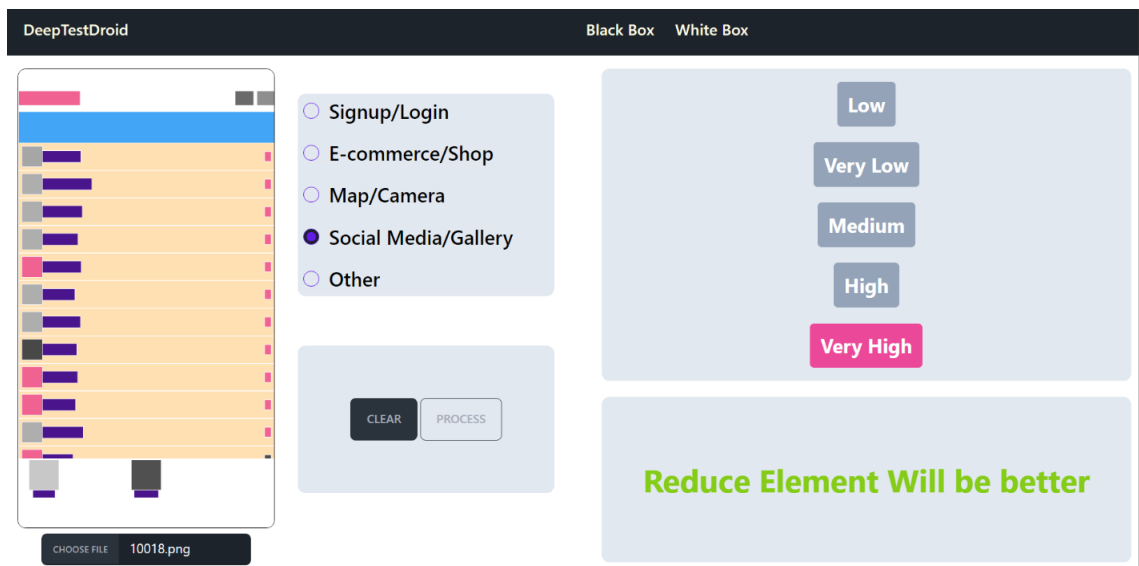 DeepTestDroid
Black Box White Box
Signup/Login
E-commerce/Shop
Map/Camera
Social Media/Gallery
Other
CLEAR PROCESS
CHOOSE FILE 10018.png
Low
Very Low
Medium
High
Very High
Reduce Element Will be better